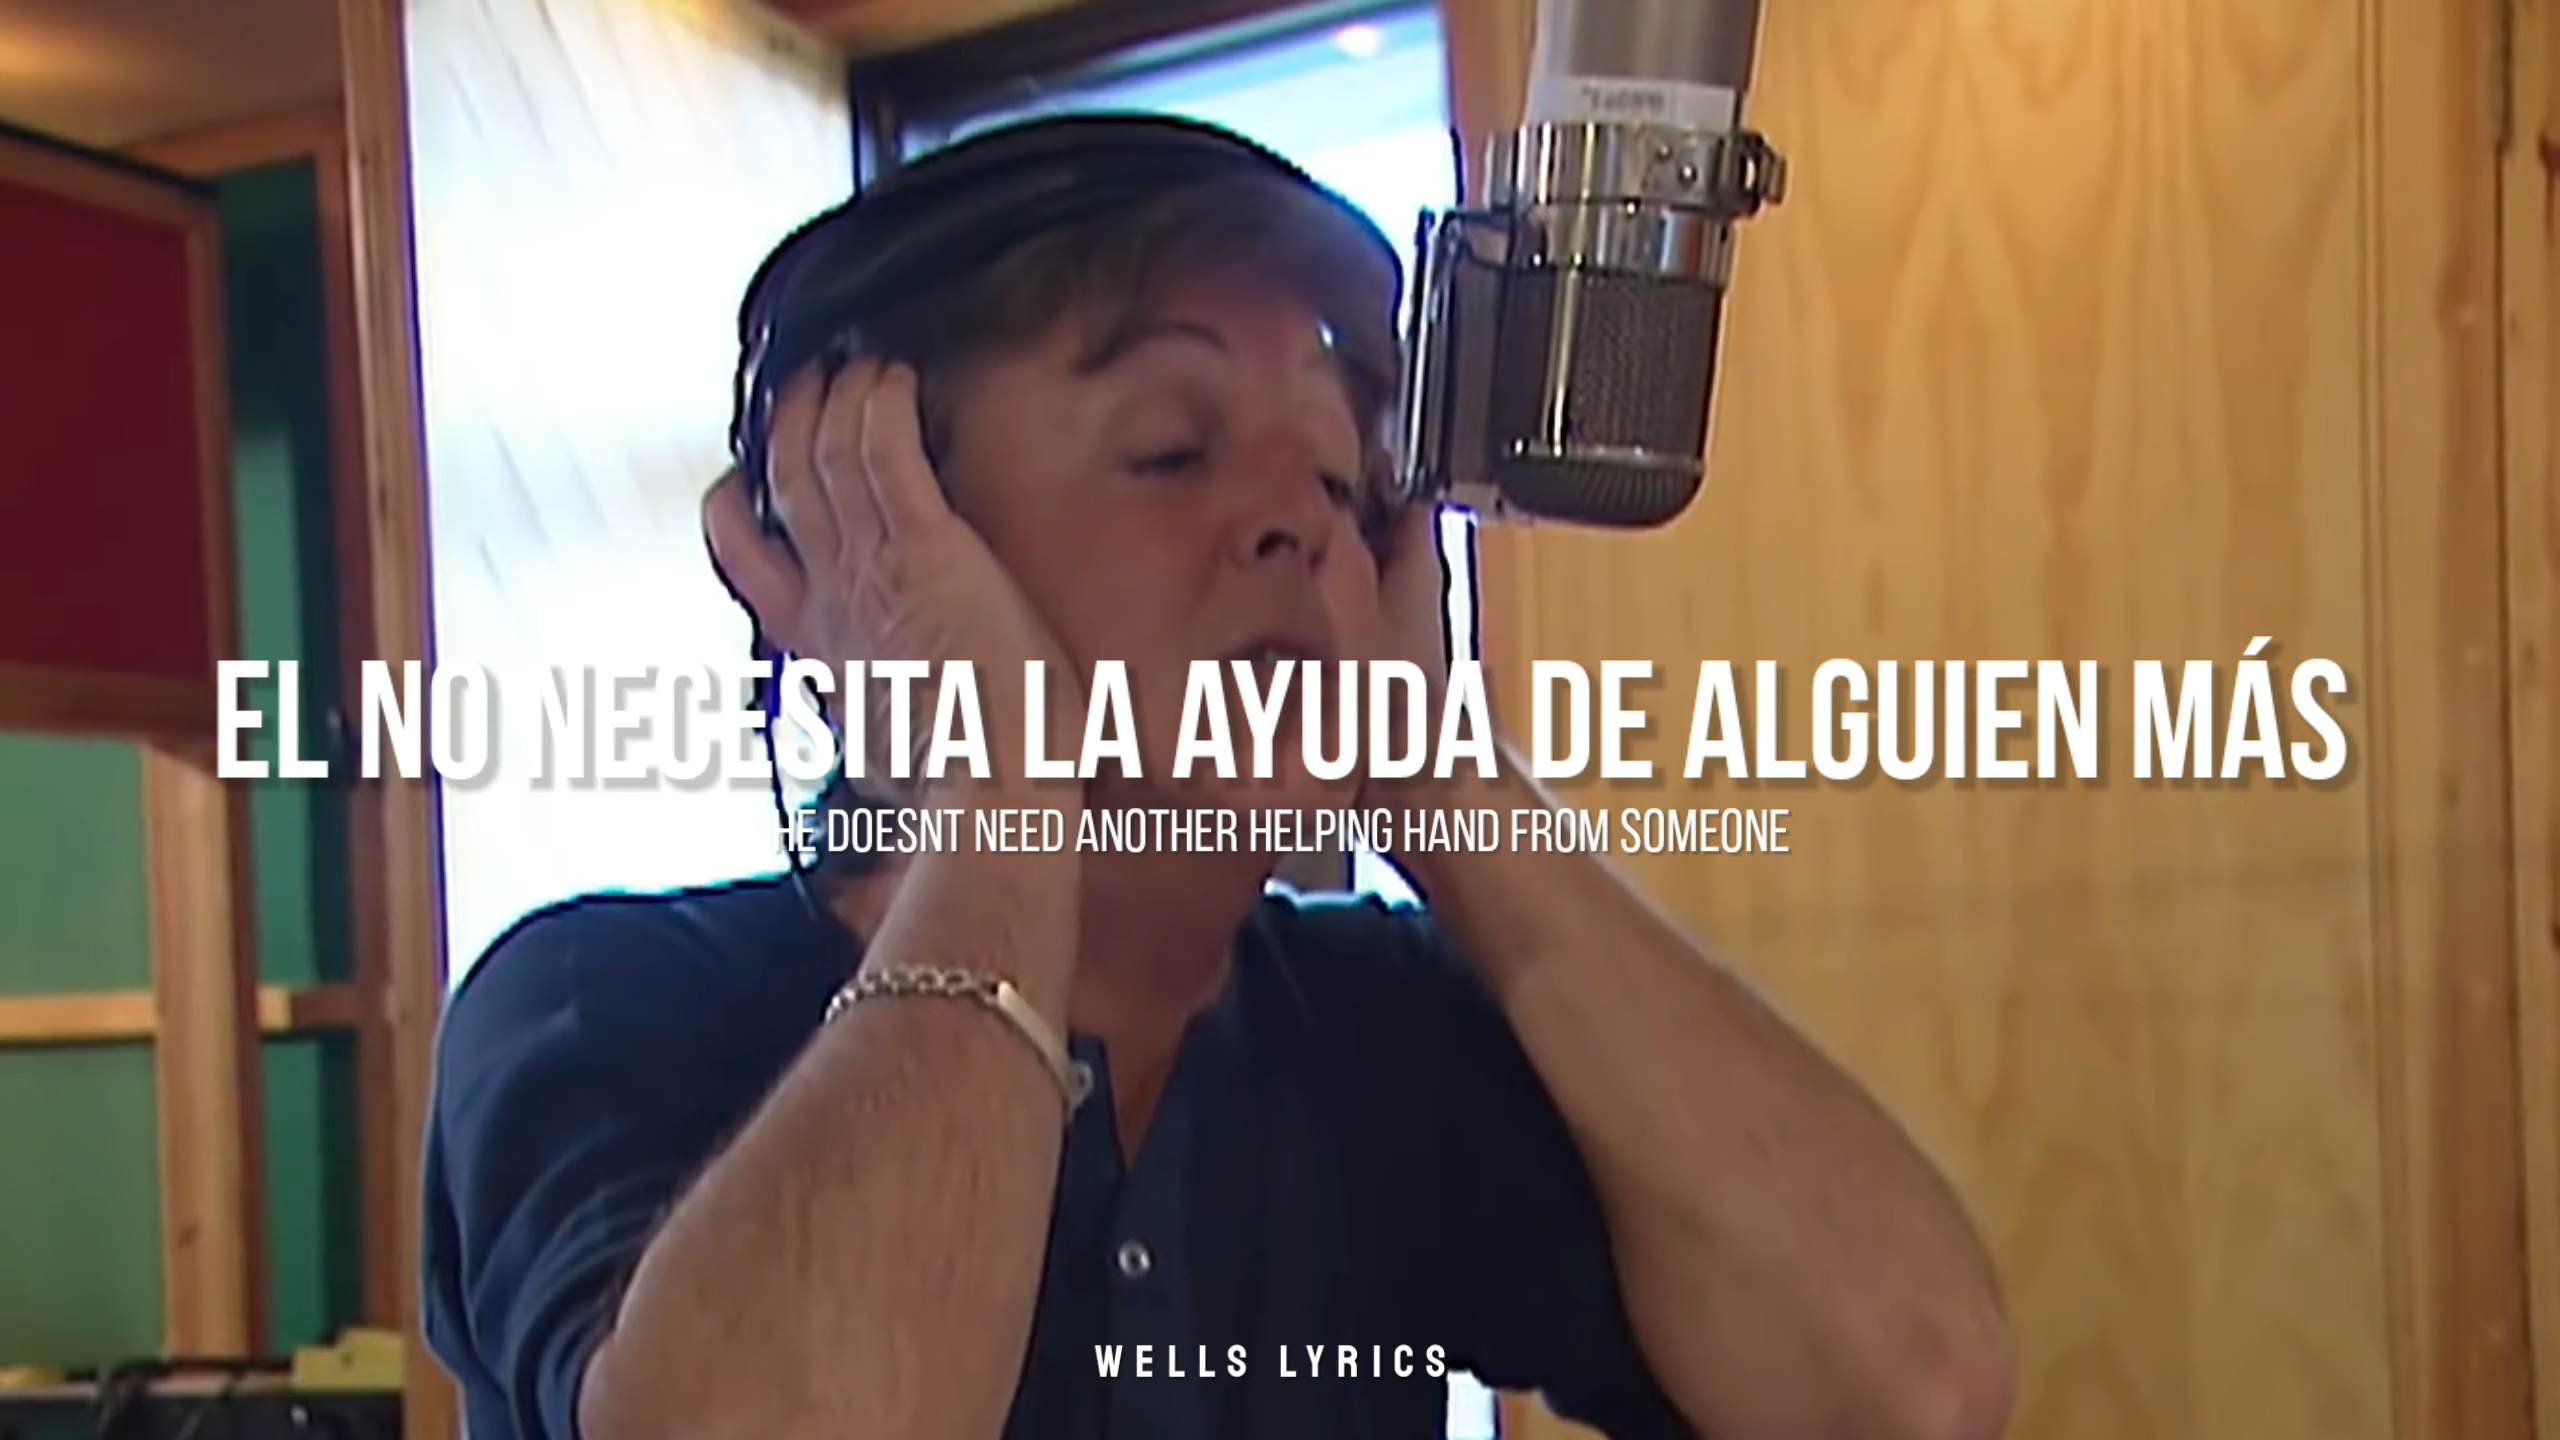 EL NO NECESITA LA AYUDA DE ALGUIEN MÁS
HE DOESNT NEED ANOTHER HELPING HAND FROM SOMEONE
WELLS LYRICS